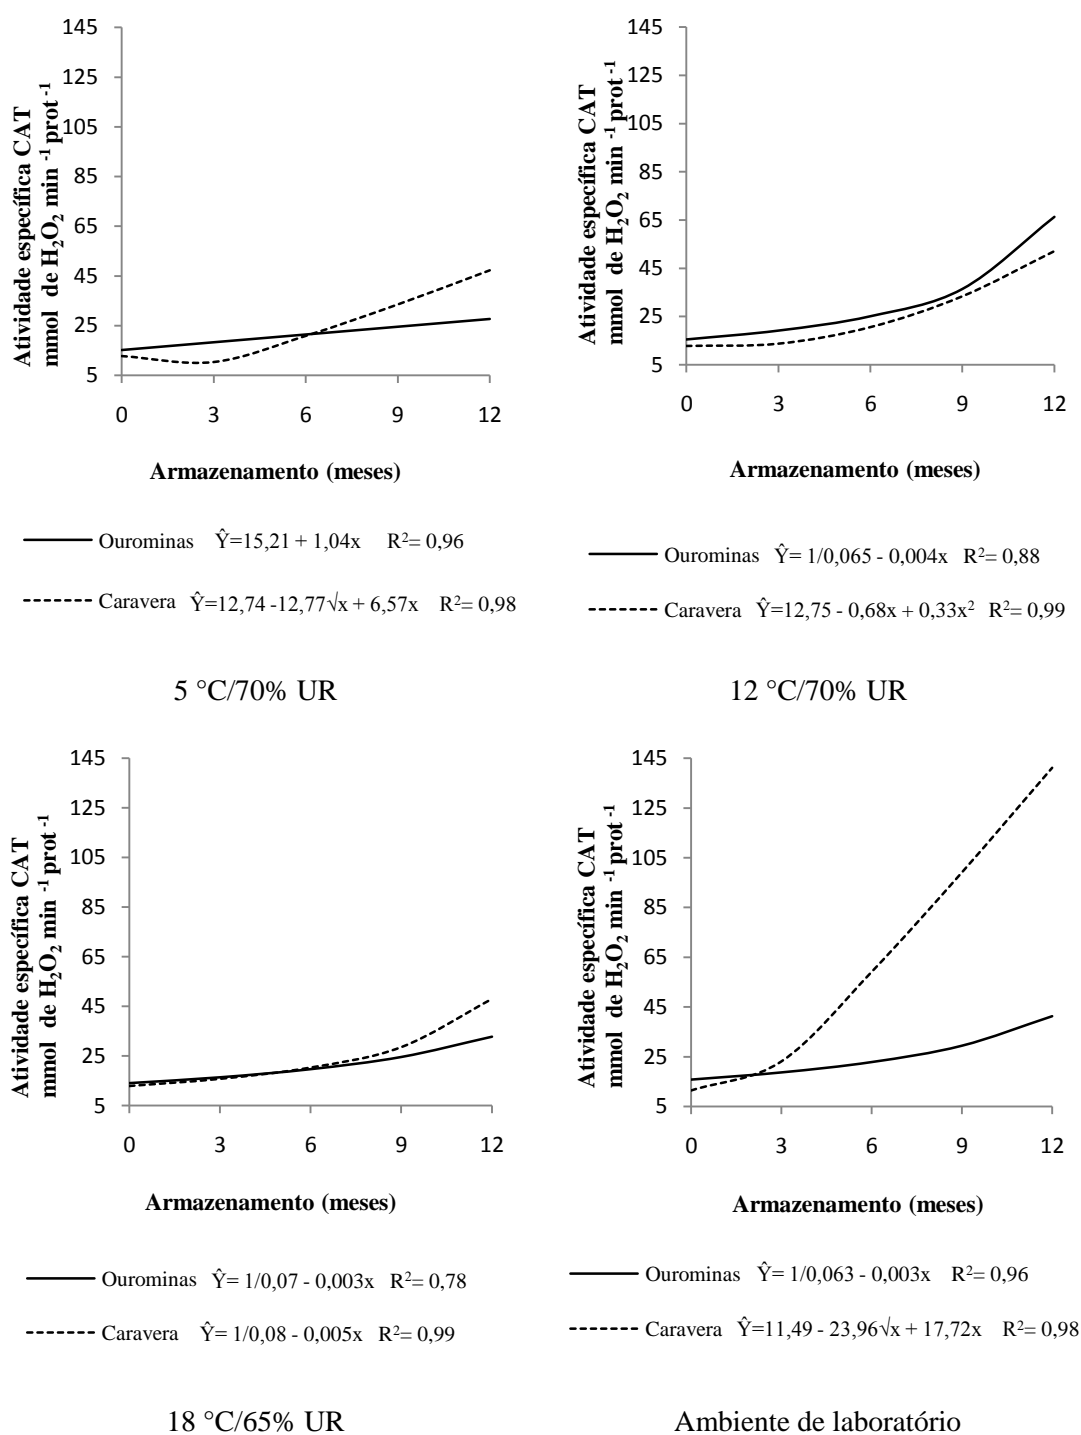 145
125
105
85
65
45
25
5
Atividade específica CAT
mmol de H₂O₂ min ⁻¹ prot ⁻¹
0 3 6 9 12
Armazenamento (meses)
Ourominas Ŷ=15,21 + 1,04x R²= 0,96
Caravera Ŷ=12,74 -12,77√x + 6,57x R²= 0,98
5 °C/70% UR
145
125
105
85
65
45
25
5
Atividade específica CAT
mmol de H₂O₂ min ⁻¹ prot ⁻¹
0 3 6 9 12
Armazenamento (meses)
Ourominas Ŷ= 1/0,065 - 0,004x R²= 0,88
Caravera Ŷ=12,75 - 0,68x + 0,33x² R²= 0,99
12 °C/70% UR
145
125
105
85
65
45
25
5
Atividade específica CAT
mmol de H₂O₂ min ⁻¹ prot ⁻¹
0 3 6 9 12
Armazenamento (meses)
Ourominas Ŷ= 1/0,07 - 0,003x R²= 0,78
Caravera Ŷ= 1/0,08 - 0,005x R²= 0,99
18 °C/65% UR
145
125
105
85
65
45
25
5
Atividade específica CAT
mmol de H₂O₂ min ⁻¹ prot ⁻¹
0 3 6 9 12
Armazenamento (meses)
Ourominas Ŷ= 1/0,063 - 0,003x R²= 0,96
Caravera Ŷ=11,49 - 23,96√x + 17,72x R²= 0,98
Ambiente de laboratório